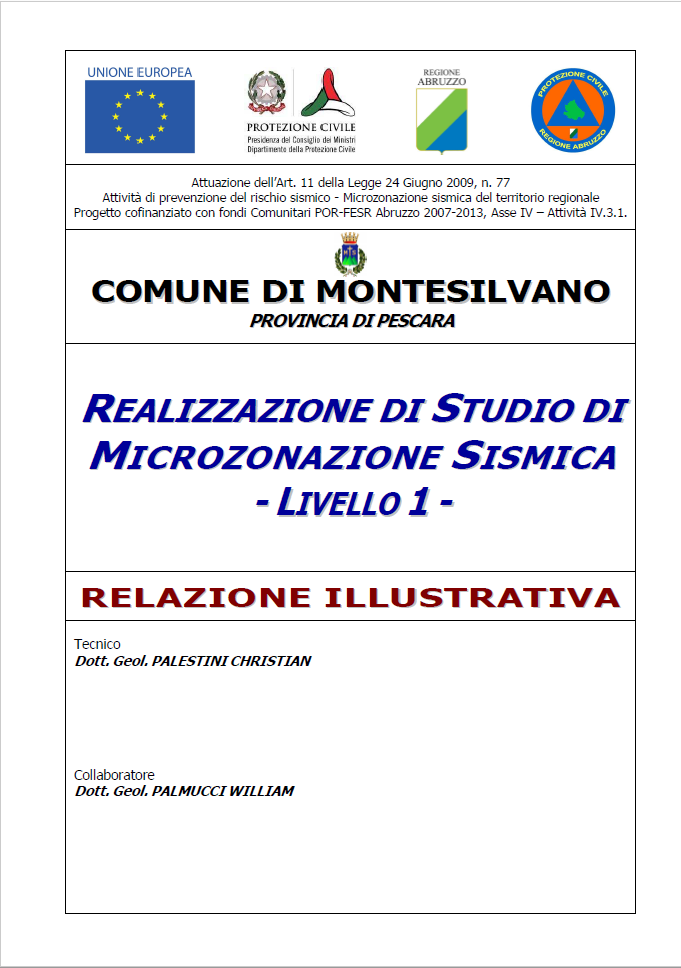 UNIONE EUROPEA
PROTEZIONE CIVILE
Presidenza del Consiglio dei Ministri
Dipartimento della Protezione Civile
REGIONE
ABRUZZO
PROTEZIONE CIVILE
REGIONE ABRUZZO
Attuazione dell'Art. 11 della Legge 24 Giugno 2009, n. 77
Attività di prevenzione del rischio sismico - Microzonazione sismica del territorio regionale
Progetto cofinanziato con fondi Comunitari POR-FESR Abruzzo 2007-2013, Asse IV – Attività IV.3.1.
COMUNE DI MONTESILVANO
PROVINCIA DI PESCARA
REALIZZAZIONE DI STUDIO DI
MICROZONAZIONE SISMICA
- LIVELLO 1 -
RELAZIONE ILLUSTRATIVA
Tecnico
Dott. Geol. PALESTINI CHRISTIAN
Collaboratore
Dott. Geol. PALMUCCI WILLIAM